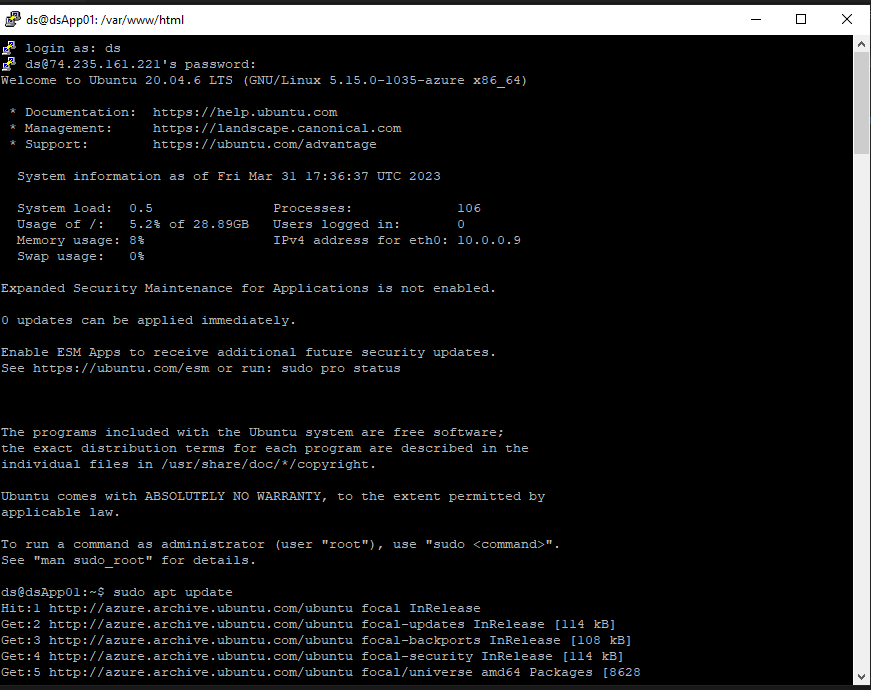 ds@dsApp01: /var/www/html
login as: ds
ds@74.235.161.221's password:
Welcome to Ubuntu 20.04.6 LTS (GNU/Linux 5.15.0-1035-azure x86_64)
* Documentation:  https://help.ubuntu.com
* Management:     https://landscape.canonical.com
* Support:        https://ubuntu.com/advantage
System information as of Fri Mar 31 17:36:37 UTC 2023
System load:  0.5               Processes:             106
Usage of /:   5.2% of 28.89GB   Users logged in:       0
Memory usage: 8%                IPv4 address for eth0: 10.0.0.9
Swap usage:   0%
Expanded Security Maintenance for Applications is not enabled.
0 updates can be applied immediately.
Enable ESM Apps to receive additional future security updates.
See https://ubuntu.com/esm or run: sudo pro status
The programs included with the Ubuntu system are free software;
the exact distribution terms for each program are described in the
individual files in /usr/share/doc/*/copyright.
Ubuntu comes with ABSOLUTELY NO WARRANTY, to the extent permitted by
applicable law.
To run a command as administrator (user "root"), use "sudo <command>".
See "man sudo_root" for details.
ds@dsApp01:~$ sudo apt update
Hit:1 http://azure.archive.ubuntu.com/ubuntu focal InRelease
Get:2 http://azure.archive.ubuntu.com/ubuntu focal-updates InRelease [114 kB]
Get:3 http://azure.archive.ubuntu.com/ubuntu focal-backports InRelease [108 kB]
Get:4 http://azure.archive.ubuntu.com/ubuntu focal-security InRelease [114 kB]
Get:5 http://azure.archive.ubuntu.com/ubuntu focal/universe amd64 Packages [8628